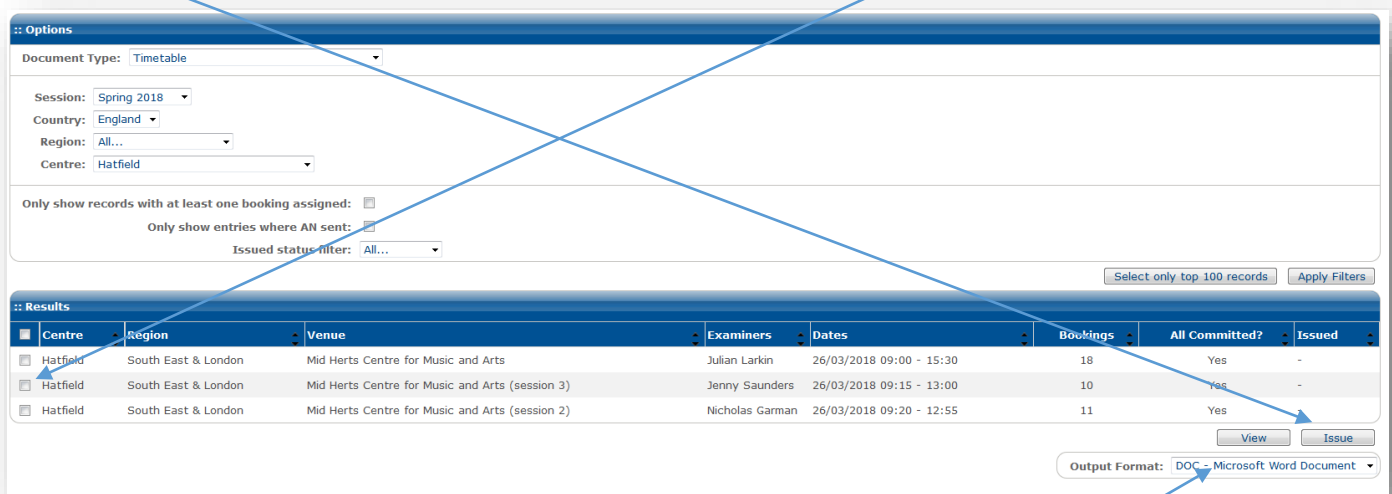 :: Options
Document Type: Timetable
Session: Spring 2018
Country: England
Region: All...
Centre: Hatfield
Only show records with at least one booking assigned:
Only show entries where AN sent:
Issued status filter: All...
Select only top 100 records Apply Filters
:: Results
Centre Region Venue Examiners Dates Bookings All Committed? Issued
Hatfield South East & London Mid Herts Centre for Music and Arts Julian Larkin 26/03/2018 09:00 - 15:30 18 Yes -
Hatfield South East & London Mid Herts Centre for Music and Arts (session 3) Jenny Saunders 26/03/2018 09:15 - 13:00 10 Yes -
Hatfield South East & London Mid Herts Centre for Music and Arts (session 2) Nicholas Garman 26/03/2018 09:20 - 12:55 11 Yes -
View Issue
Output Format: DOC - Microsoft Word Document